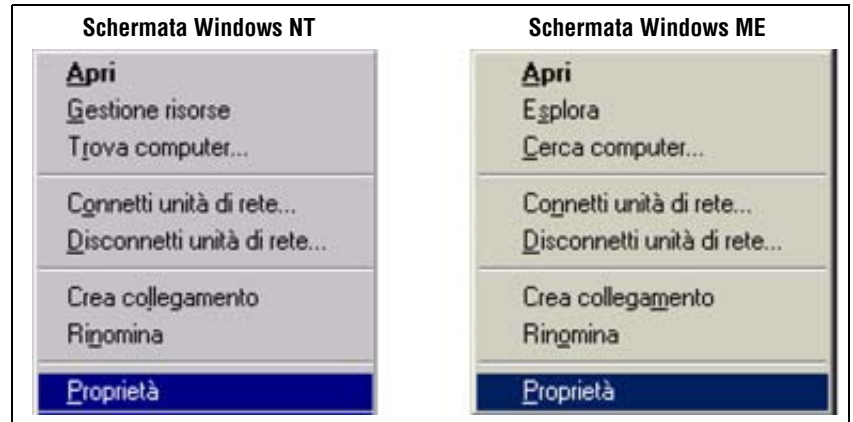 Schermata Windows NT
Apri
Gestione risorse
Trova computer...
Connetti unità di rete...
Disconnetti unità di rete...
Crea collegamento
Rinomina
Proprietà
Schermata Windows ME
Apri
Esplora
Cerca computer...
Connetti unità di rete...
Disconnetti unità di rete...
Crea collegamento
Rinomina
Proprietà